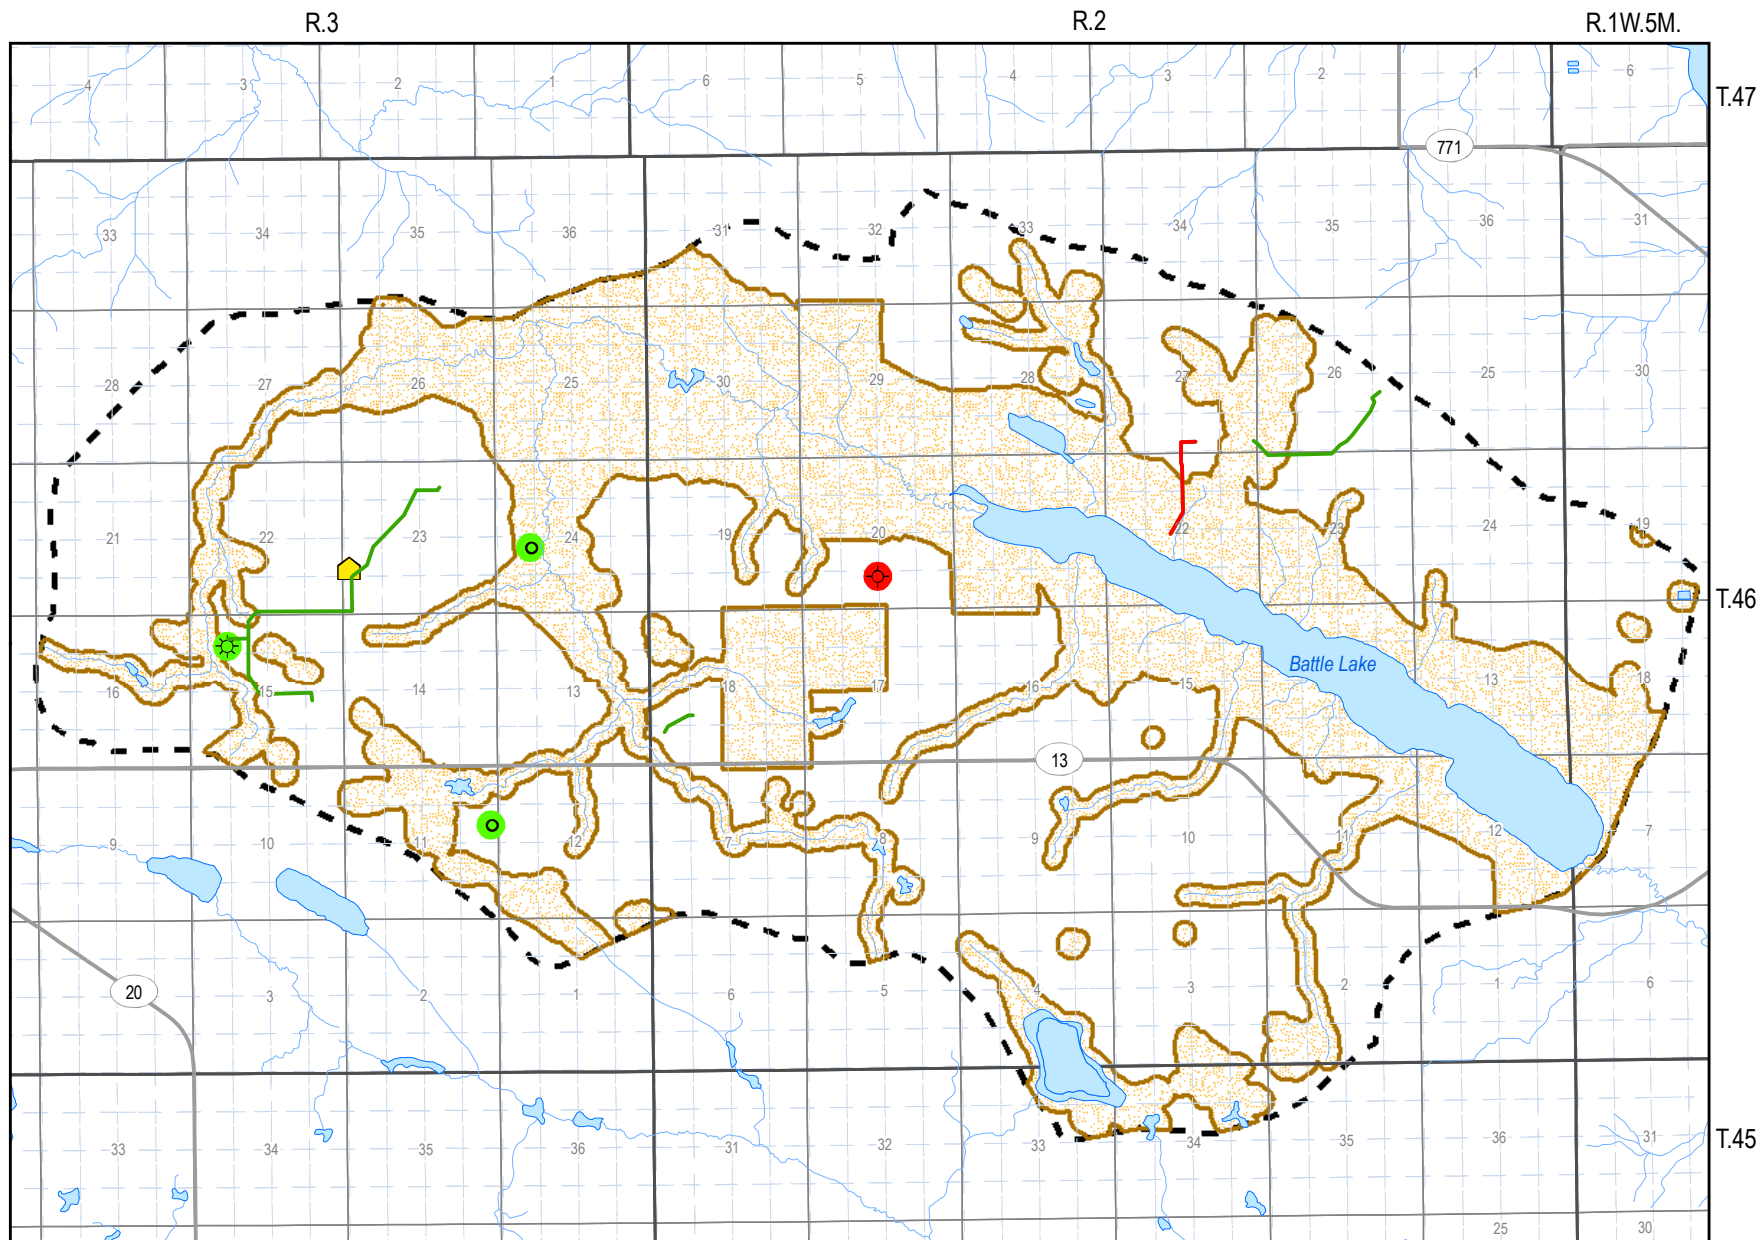 R.3 R.2 R.1W.5M.
4 3 2 6 5 4 3 2 1 6
T.47
771
33 34 35 36 31 32 33 34 35 36 31
28 27 26 25 30 29 28 27 26 25 30
21 22 23 24 19 20 22 23 24 19
T.46
Battle Lake
16 15 14 13 18 17 16 15 13 18
13
9 10 11 12 7 8 9 10 11 12 7
20
3 2 1 6 5 4 3 2 1 6
33 34 35 36 31 32 33 34 35 36 31
T.45
25 30